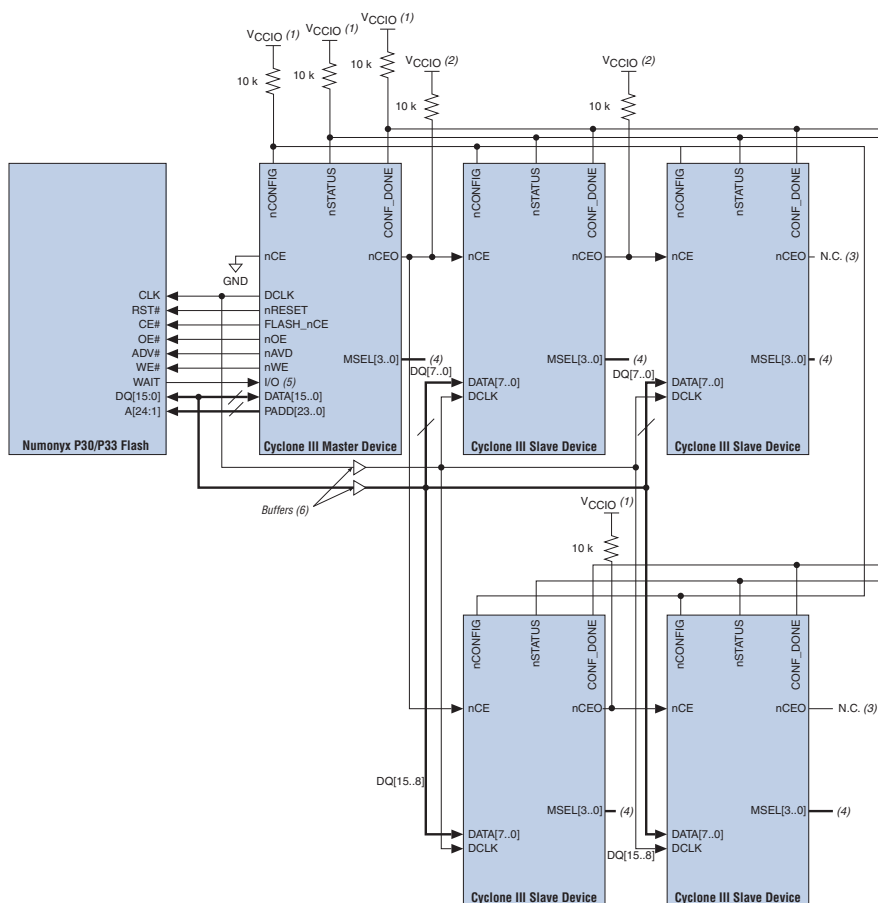 VCCIO (1)
VCCIO (1)
VCCIO (1)
VCCIO (2)
VCCIO (2)
10 k
10 k
10 k
10 k
10 k
nCONFIG
nSTATUS
CONF_DONE
nCONFIG
nSTATUS
CONF_DONE
nCONFIG
nSTATUS
CONF_DONE
nCE
nCEO
nCE
nCEO
nCE
nCEO
N.C. (3)
GND
CLK
RST#
CE#
OE#
ADV#
WE#
WAIT
DQ[15:0]
A[24:1]
Numonyx P30/P33 Flash
DCLK
nRESET
FLASH_nCE
nOE
nAVD
nWE
I/O (5)
DATA[15..0]
PADD[23..0]
MSEL[3..0]
(4)
Cyclone III Master Device
DQ[7..0]
DATA[7..0]
DCLK
MSEL[3..0]
(4)
Cyclone III Slave Device
DQ[7..0]
DATA[7..0]
DCLK
MSEL[3..0]
(4)
Cyclone III Slave Device
Buffers (6)
VCCIO (1)
10 k
nCONFIG
nSTATUS
CONF_DONE
nCONFIG
nSTATUS
CONF_DONE
nCE
nCEO
nCE
nCEO
N.C. (3)
DQ[15..8]
MSEL[3..0]
(4)
MSEL[3..0]
(4)
DATA[7..0]
DCLK
DQ[15..8]
DATA[7..0]
DCLK
Cyclone III Slave Device
Cyclone III Slave Device